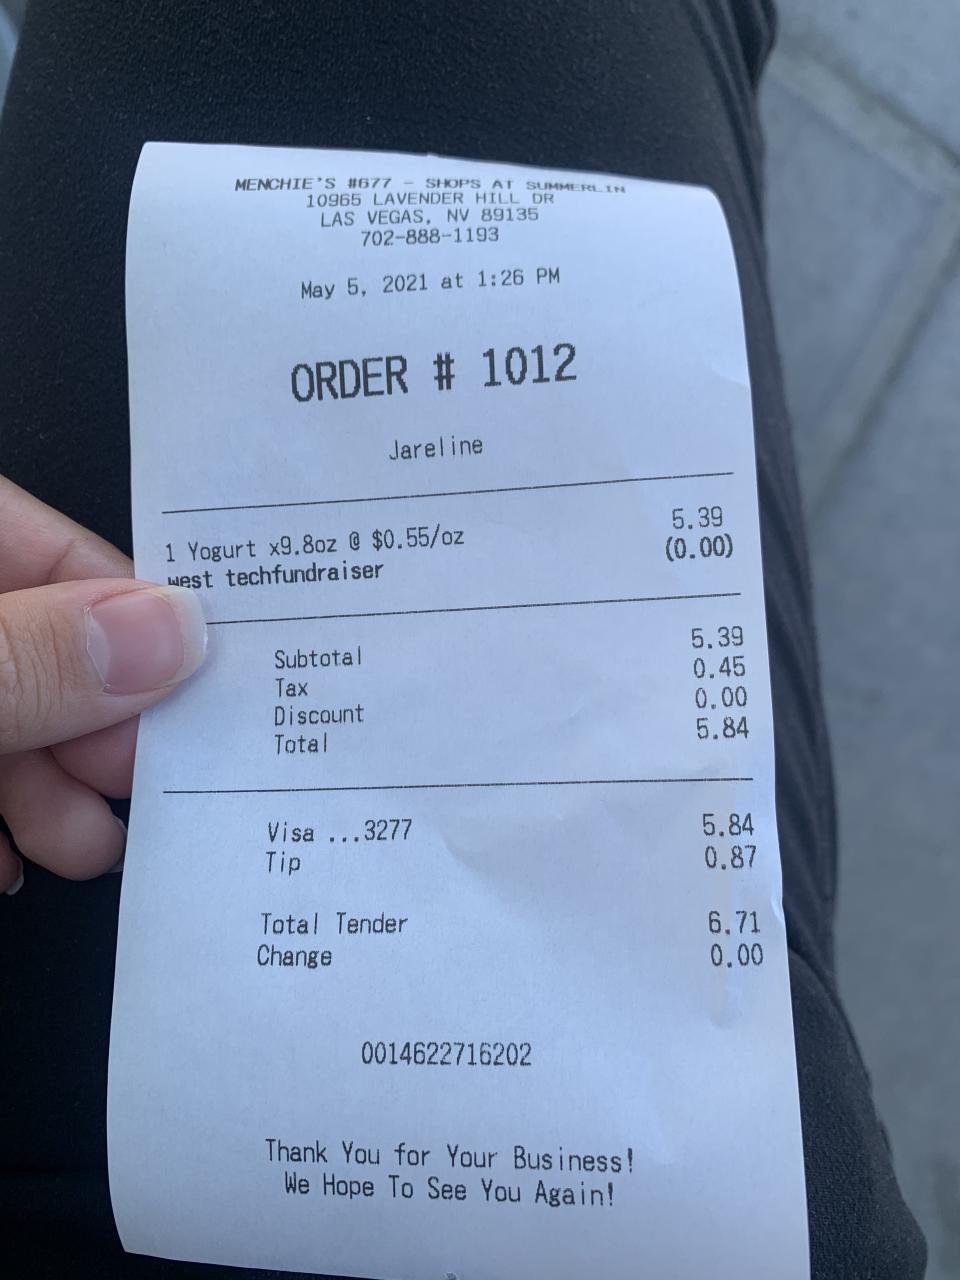 MENCHIE'S #677 - SHOPS AT SUMMERLIN
10965 LAVENDER HILL DR
LAS VEGAS, NV 89135
702-888-1193
May 5, 2021 at 1:26 PM
ORDER # 1012
Jareline
1 Yogurt x9.8oz @ $0.55/oz 5.39
west techfundraiser (0.00)
Subtotal 5.39
Tax 0.45
Discount 0.00
Total 5.84
Visa ...3277 5.84
Tip 0.87
Total Tender 6.71
Change 0.00
0014622716202
Thank You for Your Business!
We Hope To See You Again!